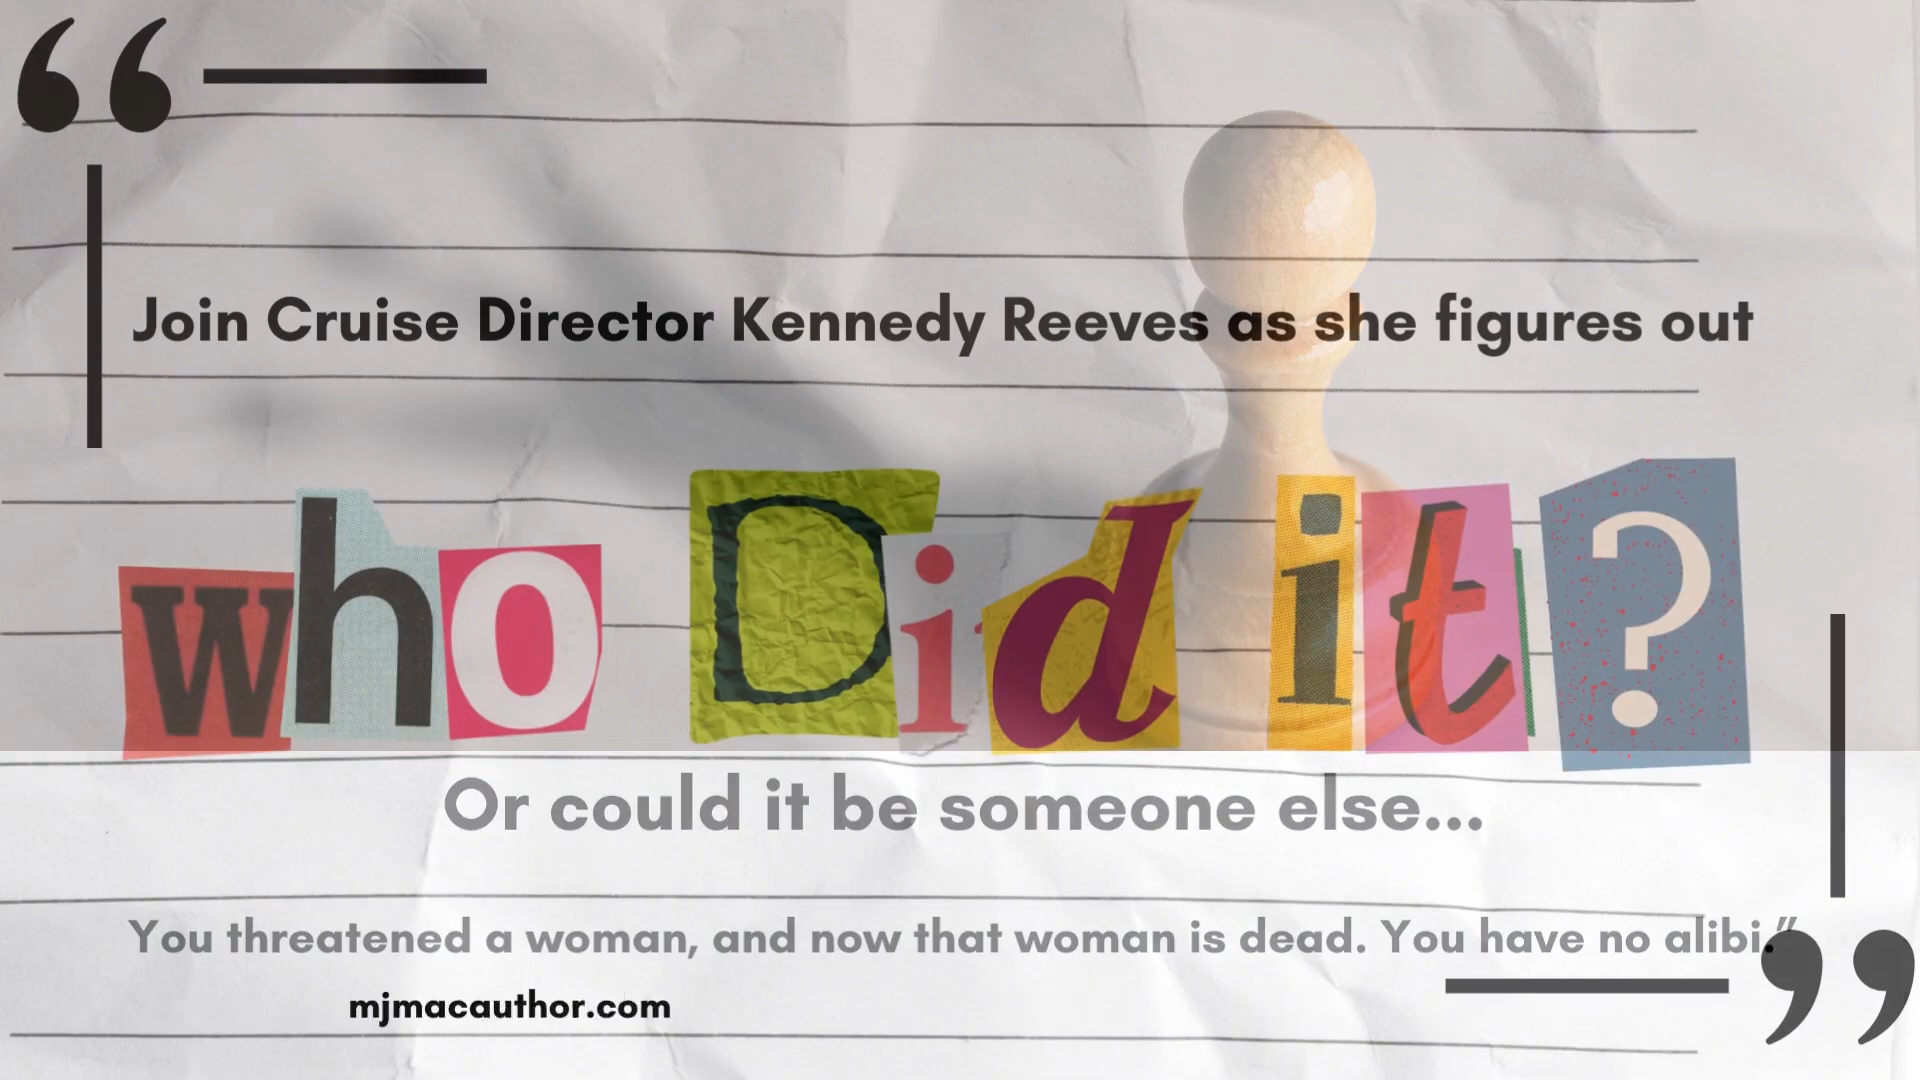 “
Join Cruise Director Kennedy Reeves as she figures out
who Did it?
Or could it be someone else...
You threatened a woman, and now that woman is dead. You have no alibi.”
”
mjmacauthor.com